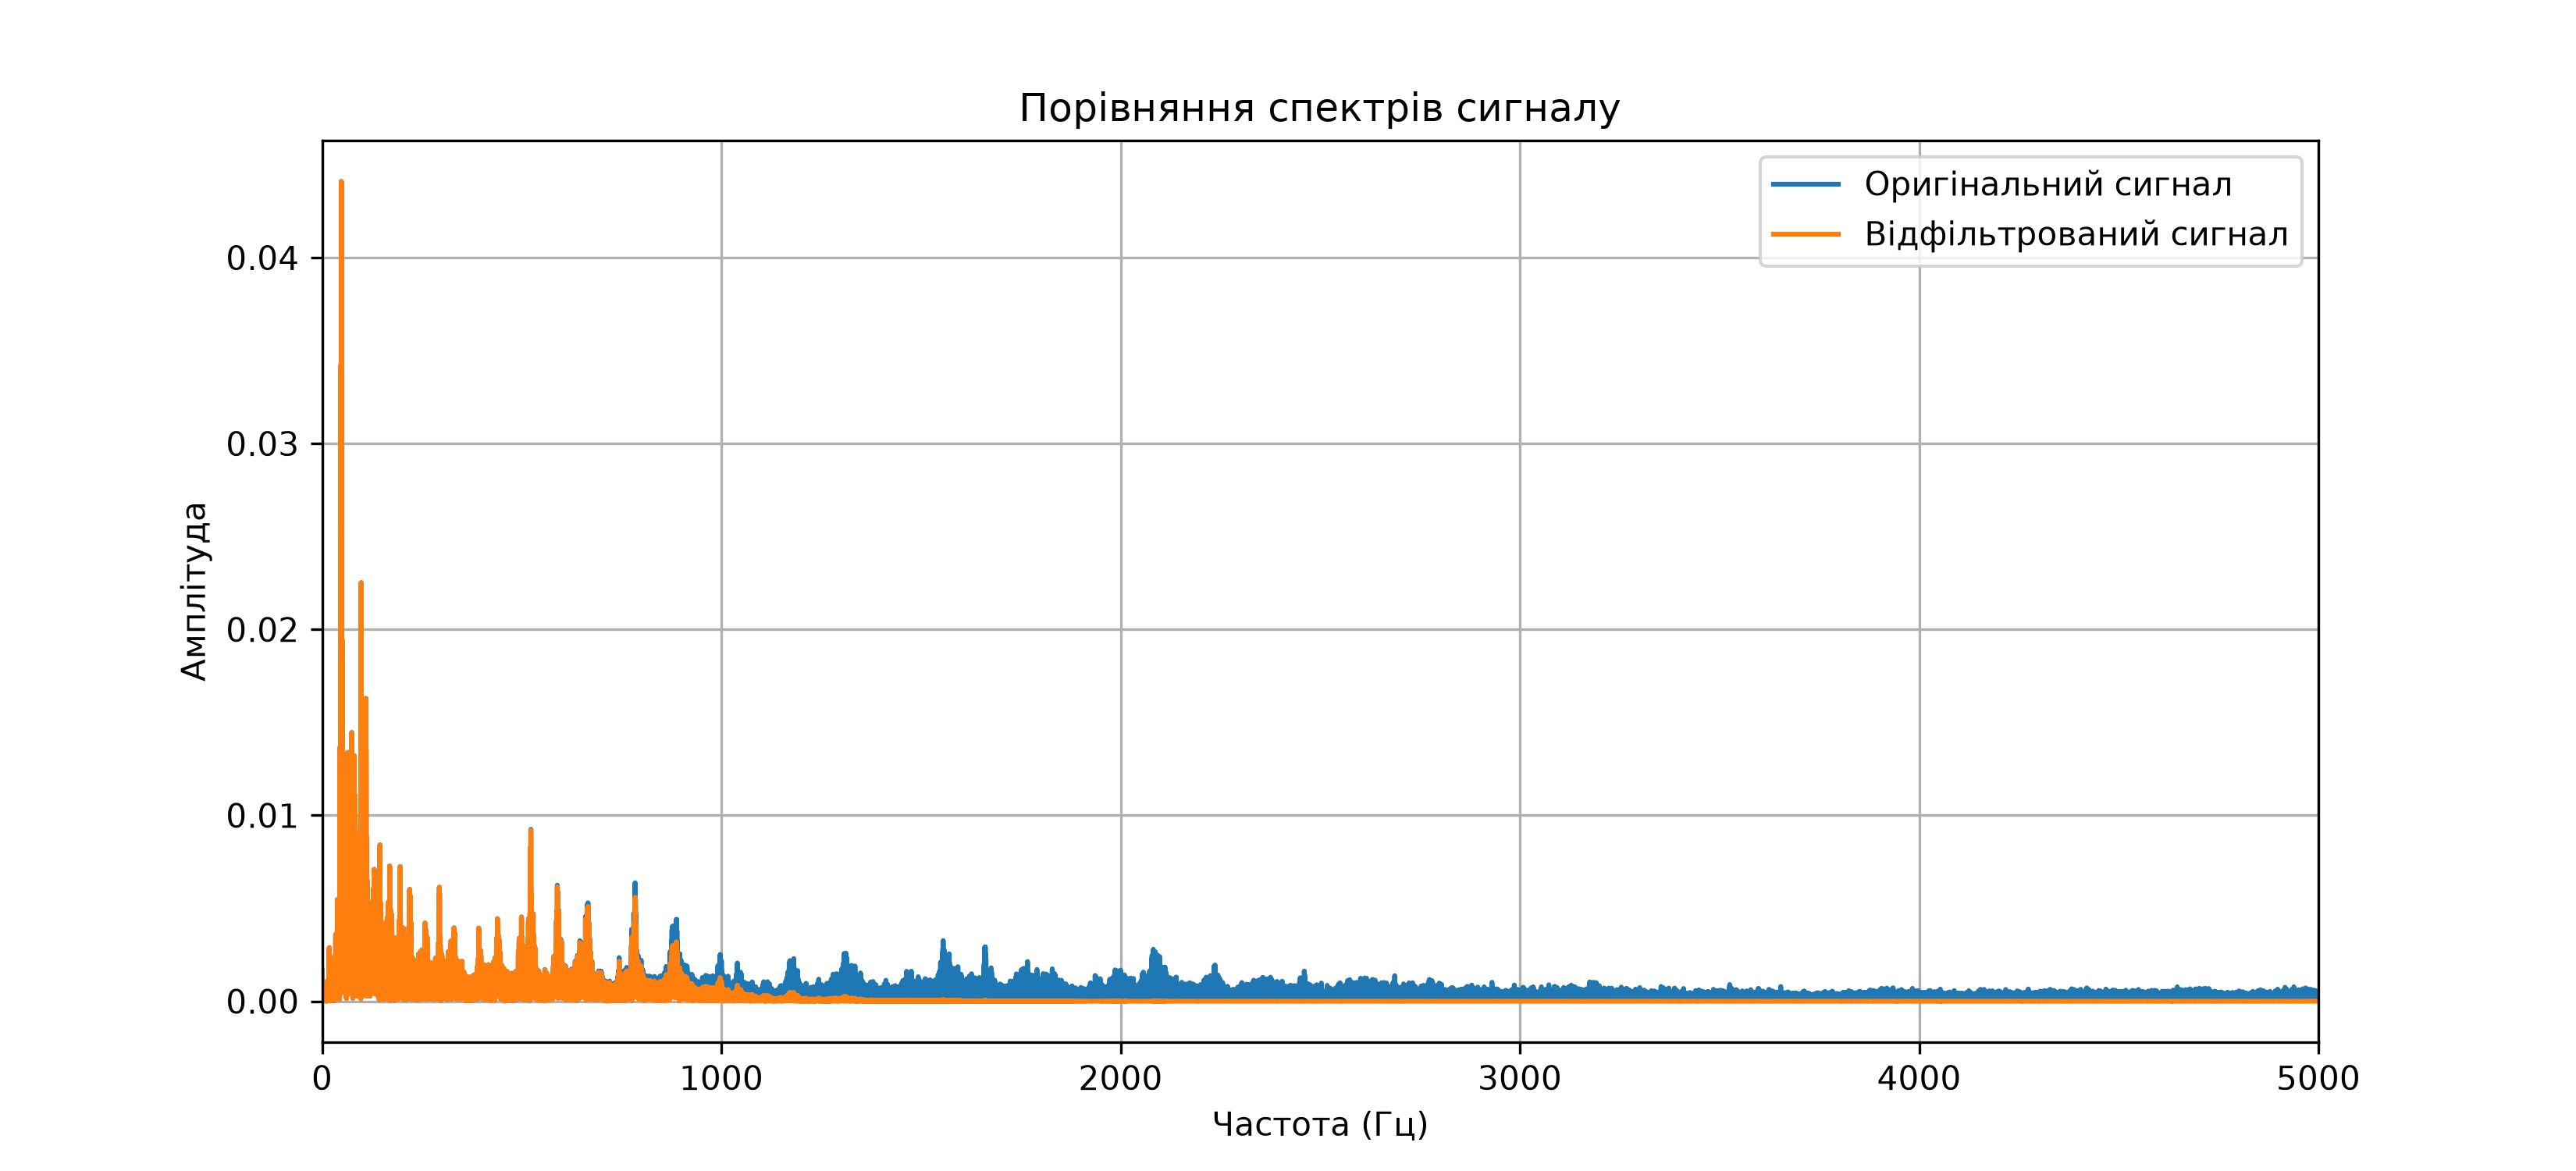 Порівняння спектрів сигналу
Оригінальний сигнал
Відфільтрований сигнал
Амплітуда
0.04
0.03
0.02
0.01
0.00
0 1000 2000 3000 4000 5000
Частота (Гц)